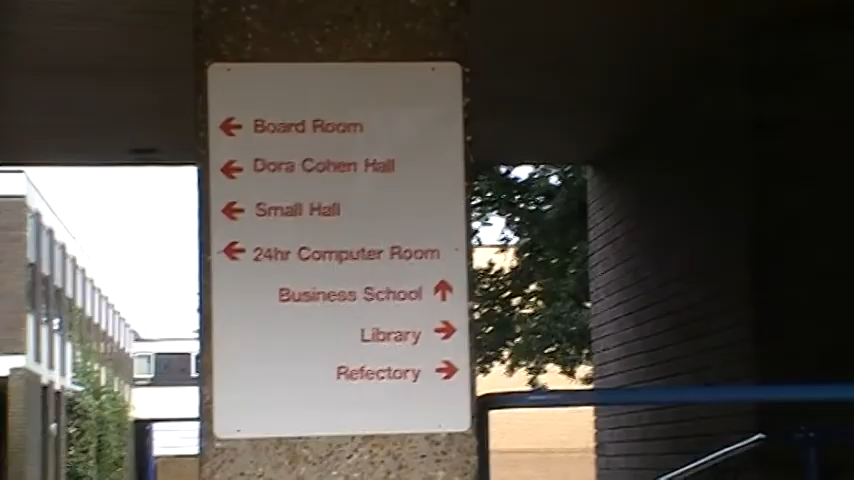 Board Room
Dora Cohen Hall
Small Hall
24hr Computer Room
Business School
Library
Refectory